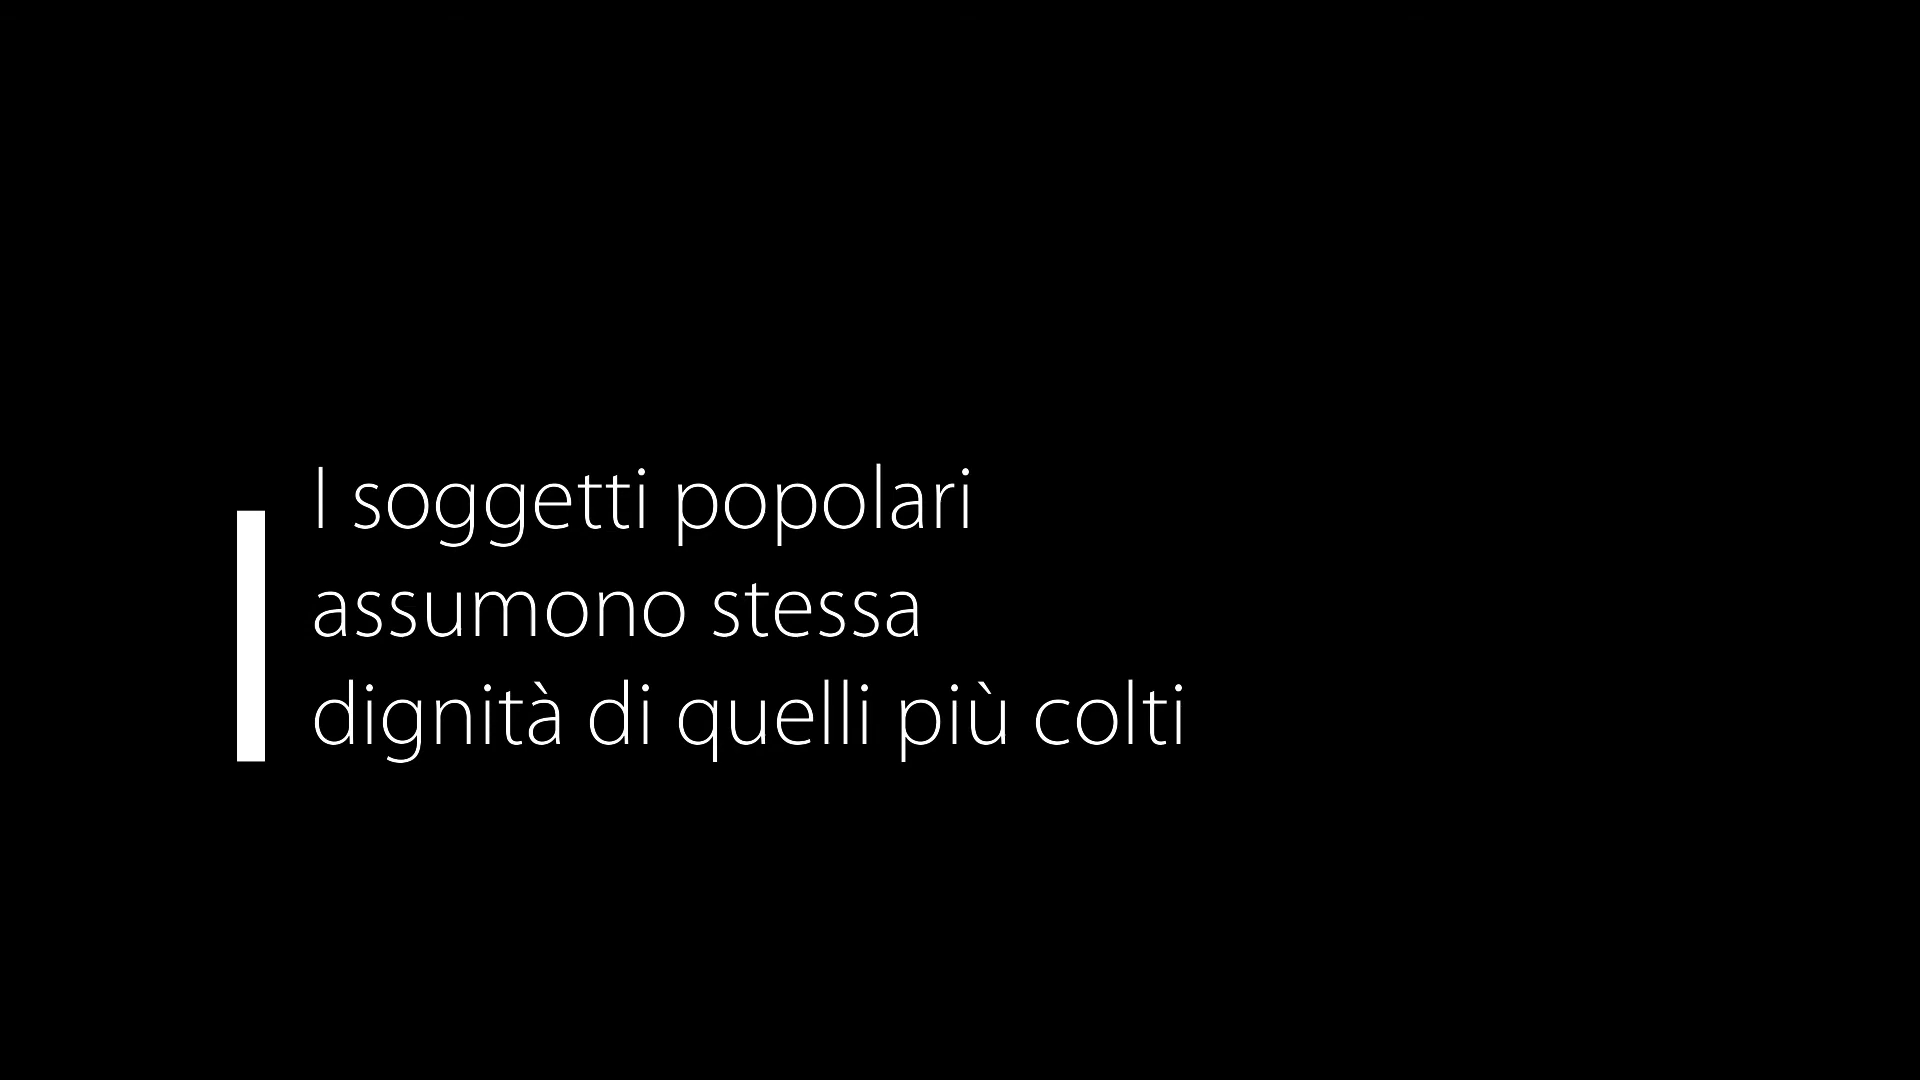 I soggetti popolari
assumono stessa
dignità di quelli più colti